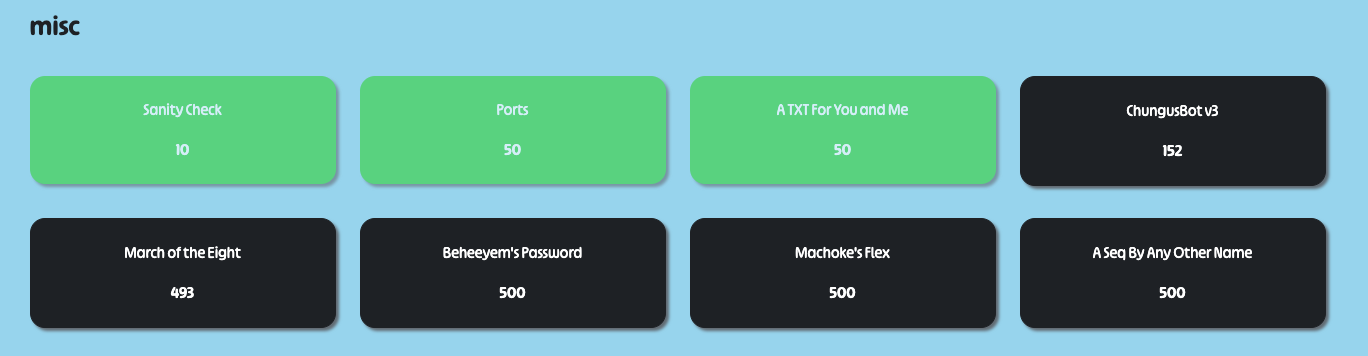 misc
Sanity Check
10
Ports
50
A TXT For You and Me
50
ChungusBot v3
152
March of the Eight
493
Beheeyem's Password
500
Machoke's Flex
500
A Seq By Any Other Name
500